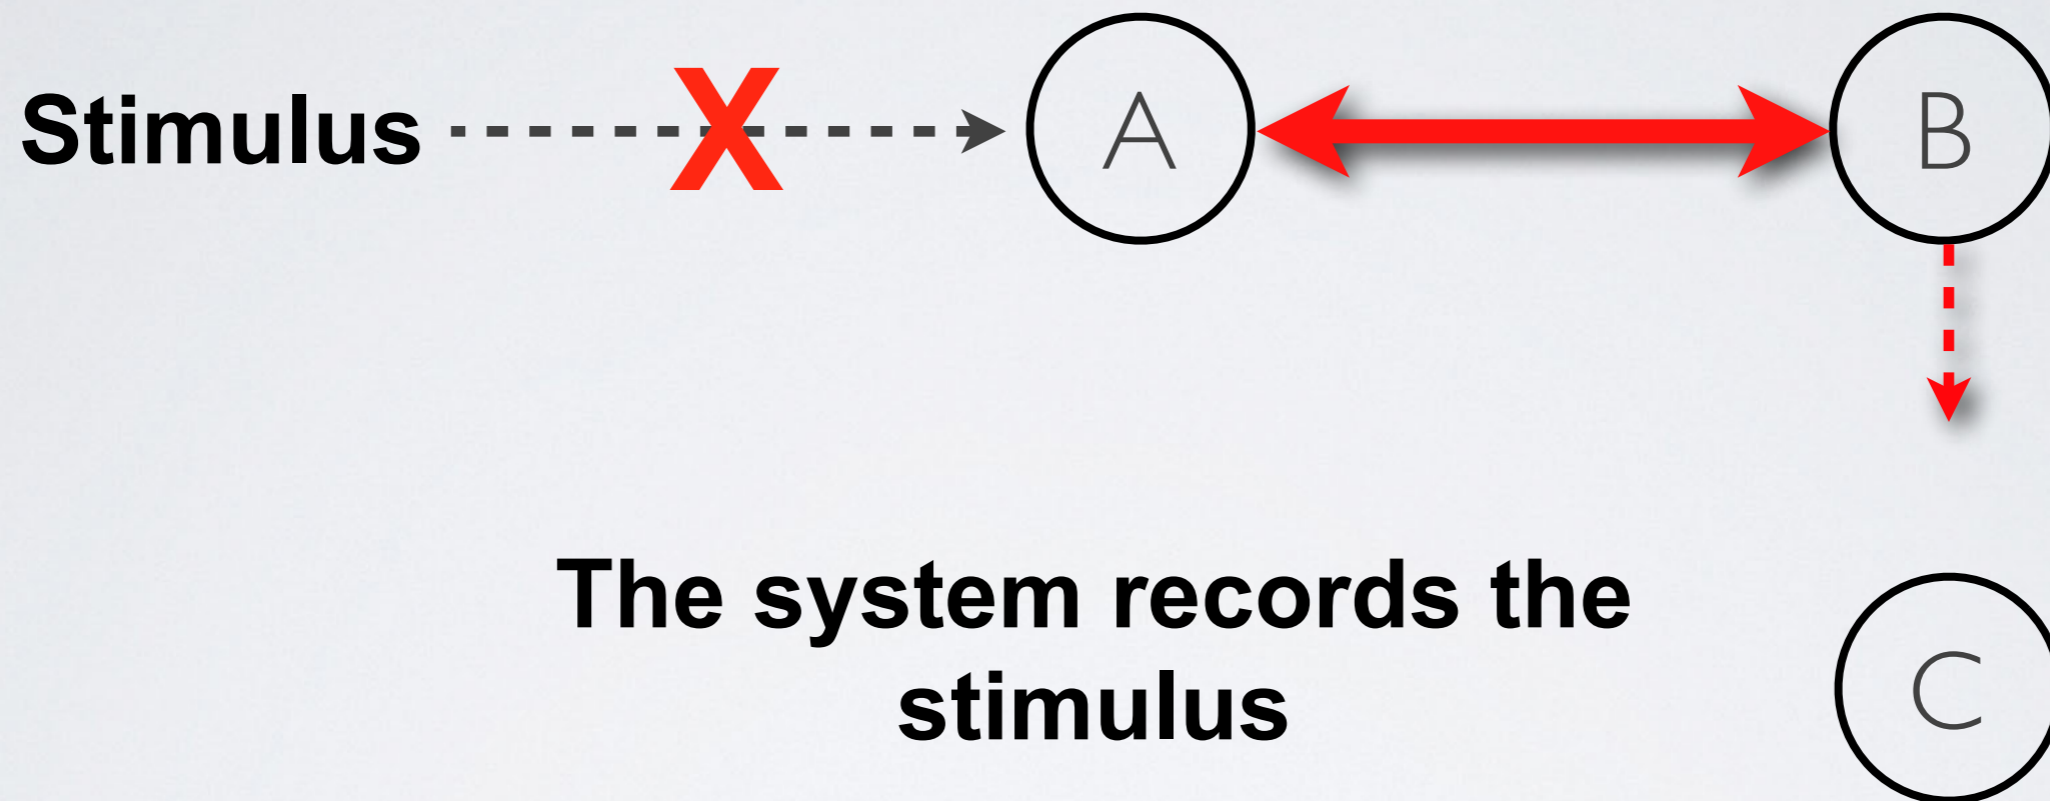 Stimulus
X
A
B
The system records the
stimulus
C